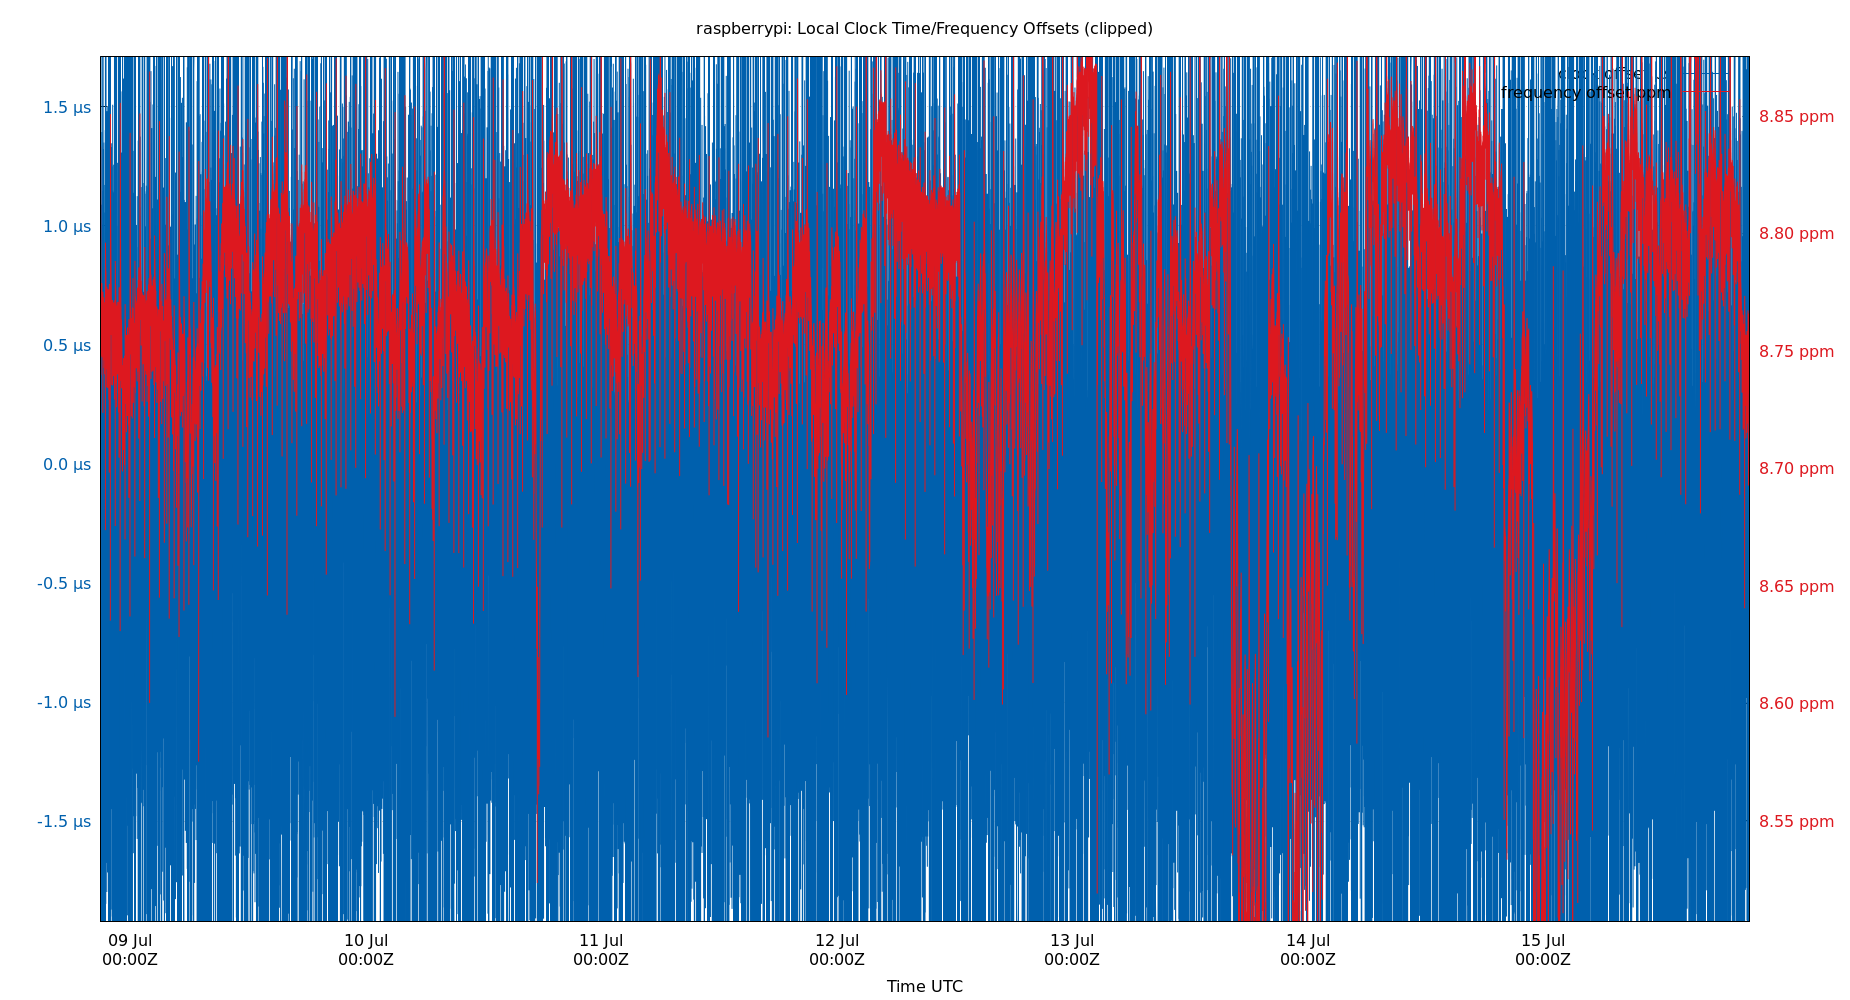 raspberrypi: Local Clock Time/Frequency Offsets (clipped)
clock offset
frequency offset ppm
1.5 µs
1.0 µs
0.5 µs
0.0 µs
-0.5 µs
-1.0 µs
-1.5 µs
8.85 ppm
8.80 ppm
8.75 ppm
8.70 ppm
8.65 ppm
8.60 ppm
8.55 ppm
09 Jul 10 Jul 11 Jul 12 Jul 13 Jul 14 Jul 15 Jul
00:00Z 00:00Z 00:00Z 00:00Z 00:00Z 00:00Z 00:00Z
Time UTC